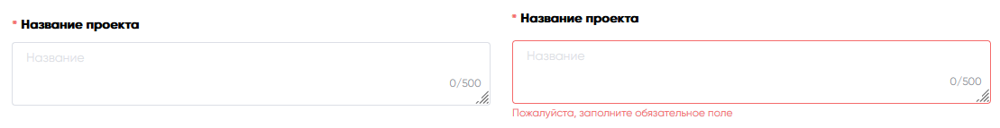 * Название проекта
Название
0/500
* Название проекта
Название
0/500
Пожалуйста, заполните обязательное поле